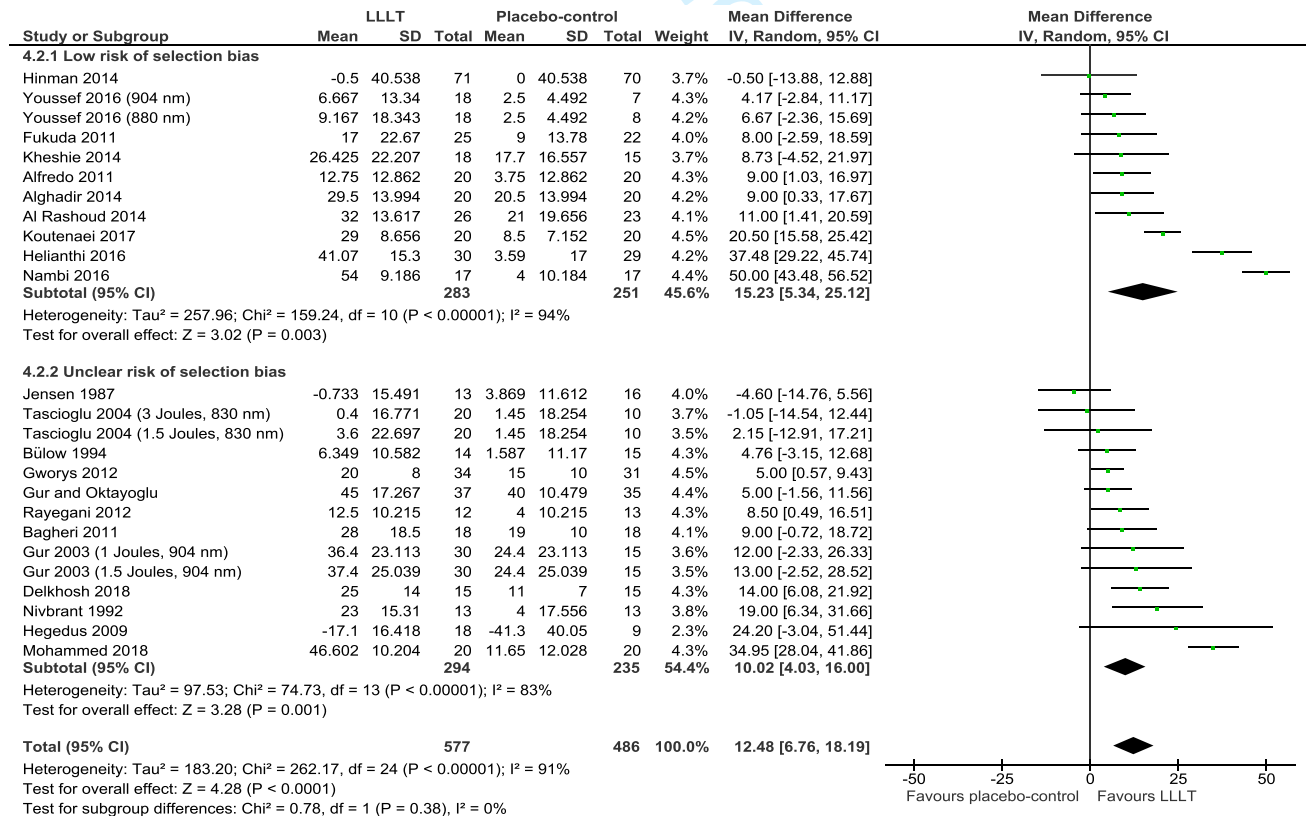 LLLT Placebo-control Mean Difference Mean Difference
Study or Subgroup Mean SD Total Mean SD Total Weight IV, Random, 95% CI IV, Random, 95% CI
4.2.1 Low risk of selection bias
Hinman 2014 -0.5 40.538 71 0 40.538 70 3.7% -0.50 [-13.88, 12.88]
Youssef 2016 (904 nm) 6.667 13.34 18 2.5 4.492 7 4.3% 4.17 [-2.84, 11.17]
Youssef 2016 (880 nm) 9.167 18.343 18 2.5 4.492 8 4.2% 6.67 [-2.36, 15.69]
Fukuda 2011 17 22.67 25 9 13.78 22 4.0% 8.00 [-2.59, 18.59]
Kheshie 2014 26.425 22.207 18 17.7 16.557 15 3.7% 8.73 [-4.52, 21.97]
Alfredo 2011 12.75 12.862 20 3.75 12.862 20 4.3% 9.00 [1.03, 16.97]
Alghadir 2014 29.5 13.994 20 20.5 13.994 20 4.2% 9.00 [0.33, 17.67]
Al Rashoud 2014 32 13.617 26 21 19.656 23 4.1% 11.00 [1.41, 20.59]
Koutenaei 2017 29 8.656 20 8.5 7.152 20 4.5% 20.50 [15.58, 25.42]
Helianthi 2016 41.07 15.3 30 3.59 17 29 4.2% 37.48 [29.22, 45.74]
Nambi 2016 54 9.186 17 4 10.184 17 4.4% 50.00 [43.48, 56.52]
Subtotal (95% CI) 283 251 45.6% 15.23 [5.34, 25.12]
Heterogeneity: Tau² = 257.96; Chi² = 159.24, df = 10 (P < 0.00001); I² = 94%
Test for overall effect: Z = 3.02 (P = 0.003)
4.2.2 Unclear risk of selection bias
Jensen 1987 -0.733 15.491 13 3.869 11.612 16 4.0% -4.60 [-14.76, 5.56]
Tascioglu 2004 (3 Joules, 830 nm) 0.4 16.771 20 1.45 18.254 10 3.7% -1.05 [-14.54, 12.44]
Tascioglu 2004 (1.5 Joules, 830 nm) 3.6 22.697 20 1.45 18.254 10 3.5% 2.15 [-12.91, 17.21]
Bülow 1994 6.349 10.582 14 1.587 11.17 15 4.3% 4.76 [-3.15, 12.68]
Gworys 2012 20 8 34 15 10 31 4.5% 5.00 [0.57, 9.43]
Gur and Oktayoglu 45 17.267 37 40 10.479 35 4.4% 5.00 [-1.56, 11.56]
Rayegani 2012 12.5 10.215 12 4 10.215 13 4.3% 8.50 [0.49, 16.51]
Bagheri 2011 28 18.5 18 19 10 18 4.1% 9.00 [-0.72, 18.72]
Gur 2003 (1 Joules, 904 nm) 36.4 23.113 30 24.4 23.113 15 3.6% 12.00 [-2.33, 26.33]
Gur 2003 (1.5 Joules, 904 nm) 37.4 25.039 30 24.4 25.039 15 3.5% 13.00 [-2.52, 28.52]
Delkhosh 2018 25 14 15 11 7 15 4.3% 14.00 [6.08, 21.92]
Nivbrant 1992 23 15.31 13 4 17.556 13 3.8% 19.00 [6.34, 31.66]
Hegedus 2009 -17.1 16.418 18 -41.3 40.05 9 2.3% 24.20 [-3.04, 51.44]
Mohammed 2018 46.602 10.204 20 11.65 12.028 20 4.3% 34.95 [28.04, 41.86]
Subtotal (95% CI) 294 235 54.4% 10.02 [4.03, 16.00]
Heterogeneity: Tau² = 97.53; Chi² = 74.73, df = 13 (P < 0.00001); I² = 83%
Test for overall effect: Z = 3.28 (P = 0.001)
Total (95% CI) 577 486 100.0% 12.48 [6.76, 18.19]
Heterogeneity: Tau² = 183.20; Chi² = 262.17, df = 24 (P < 0.00001); I² = 91%
Test for overall effect: Z = 4.28 (P < 0.0001)
Test for subgroup differences: Chi² = 0.78, df = 1 (P = 0.38), I² = 0%
-50 -25 0 25 50
Favours placebo-control Favours LLLT